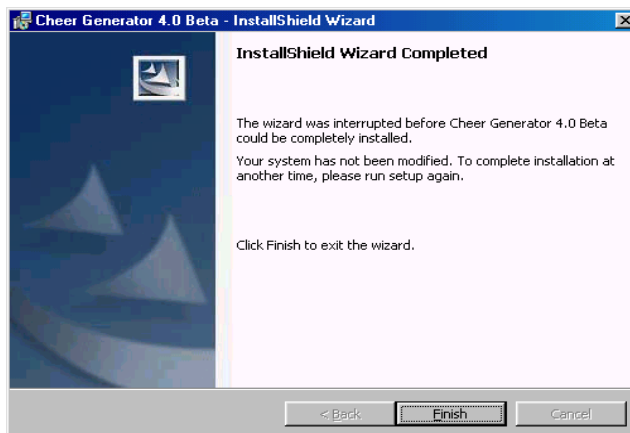 Cheer Generator 4.0 Beta - InstallShield Wizard
InstallShield Wizard Completed
The wizard was interrupted before Cheer Generator 4.0 Beta
could be completely installed.
Your system has not been modified. To complete installation at
another time, please run setup again.
Click Finish to exit the wizard.
< Back
Finish
Cancel